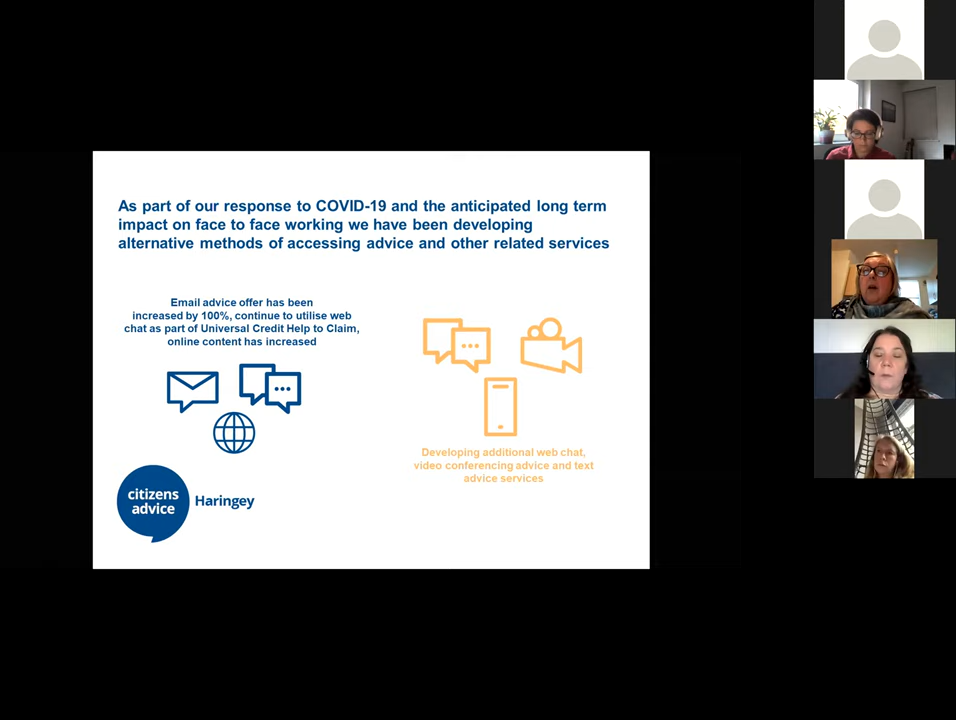 As part of our response to COVID-19 and the anticipated long term
impact on face to face working we have been developing
alternative methods of accessing advice and other related services
Email advice offer has been
increased by 100%, continue to utilise web
chat as part of Universal Credit Help to Claim,
online content has increased
Developing additional web chat,
video conferencing advice and text
advice services
citizens
advice
Haringey